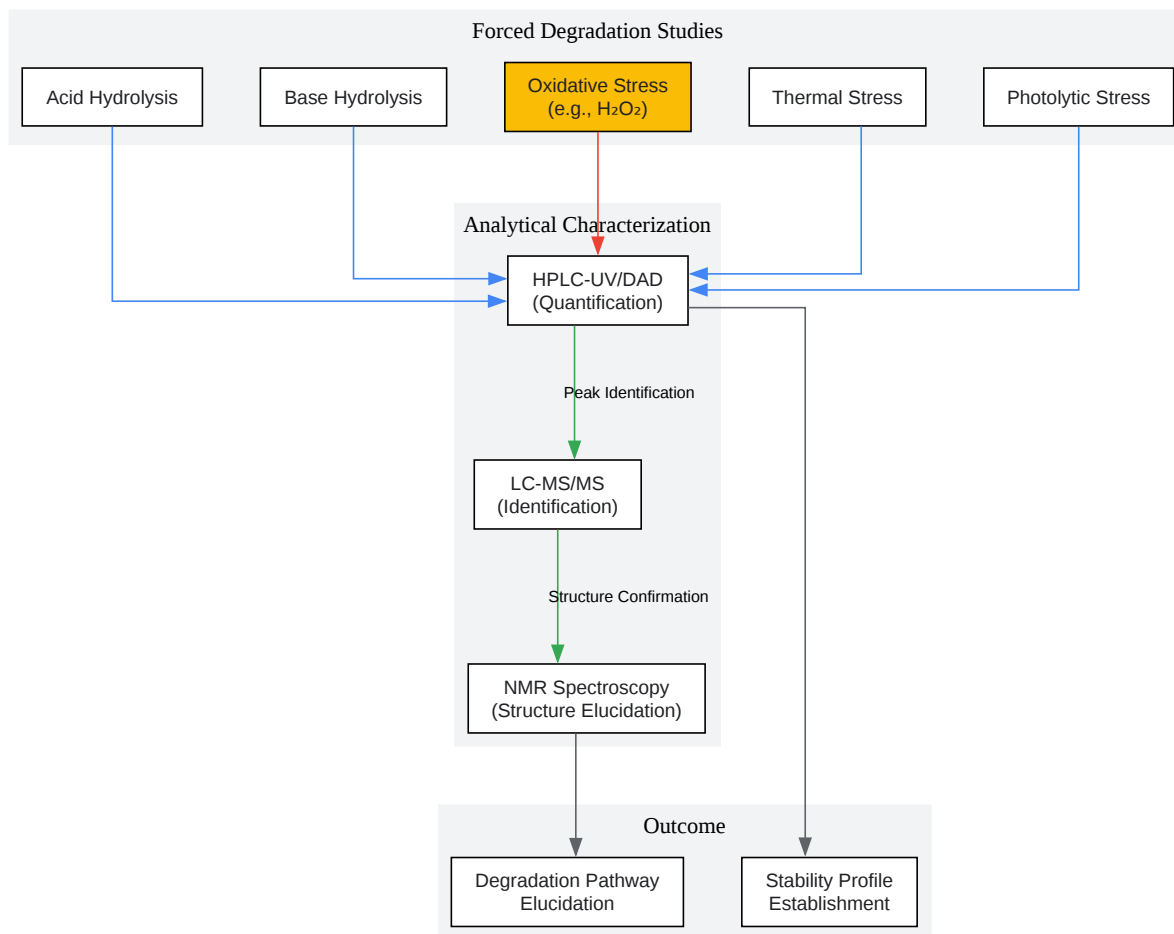 Forced Degradation Studies
Acid Hydrolysis
Base Hydrolysis
Oxidative Stress
(e.g., H₂O₂)
Thermal Stress
Photolytic Stress
Analytical Characterization
HPLC-UV/DAD
(Quantification)
Peak Identification
LC-MS/MS
(Identification)
Structure Confirmation
NMR Spectroscopy
(Structure Elucidation)
Outcome
Degradation Pathway
Elucidation
Stability Profile
Establishment